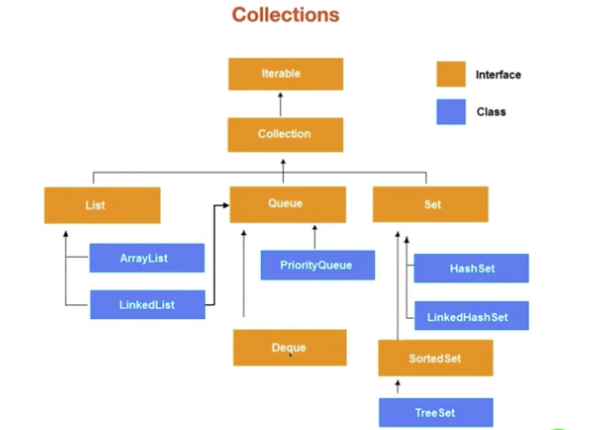 Collections
Iterable
Interface
Class
Collection
List
Queue
Set
ArrayList
PriorityQueue
HashSet
LinkedList
LinkedHashSet
Deque
SortedSet
TreeSet